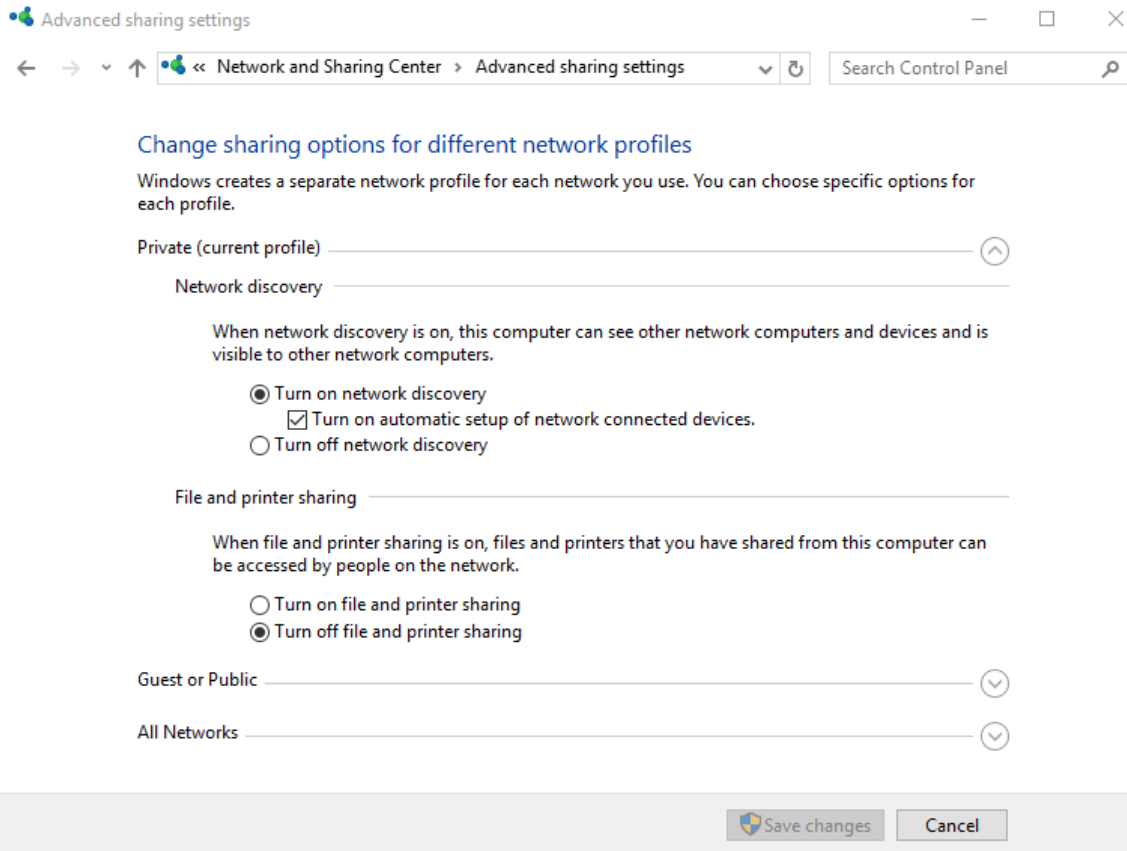 Advanced sharing settings
« Network and Sharing Center › Advanced sharing settings
Search Control Panel
Change sharing options for different network profiles
Windows creates a separate network profile for each network you use. You can choose specific options for
each profile.
Private (current profile)
Network discovery
When network discovery is on, this computer can see other network computers and devices and is
visible to other network computers.
Turn on network discovery
Turn on automatic setup of network connected devices.
Turn off network discovery
File and printer sharing
When file and printer sharing is on, files and printers that you have shared from this computer can
be accessed by people on the network.
Turn on file and printer sharing
Turn off file and printer sharing
Guest or Public
All Networks
Save changes
Cancel